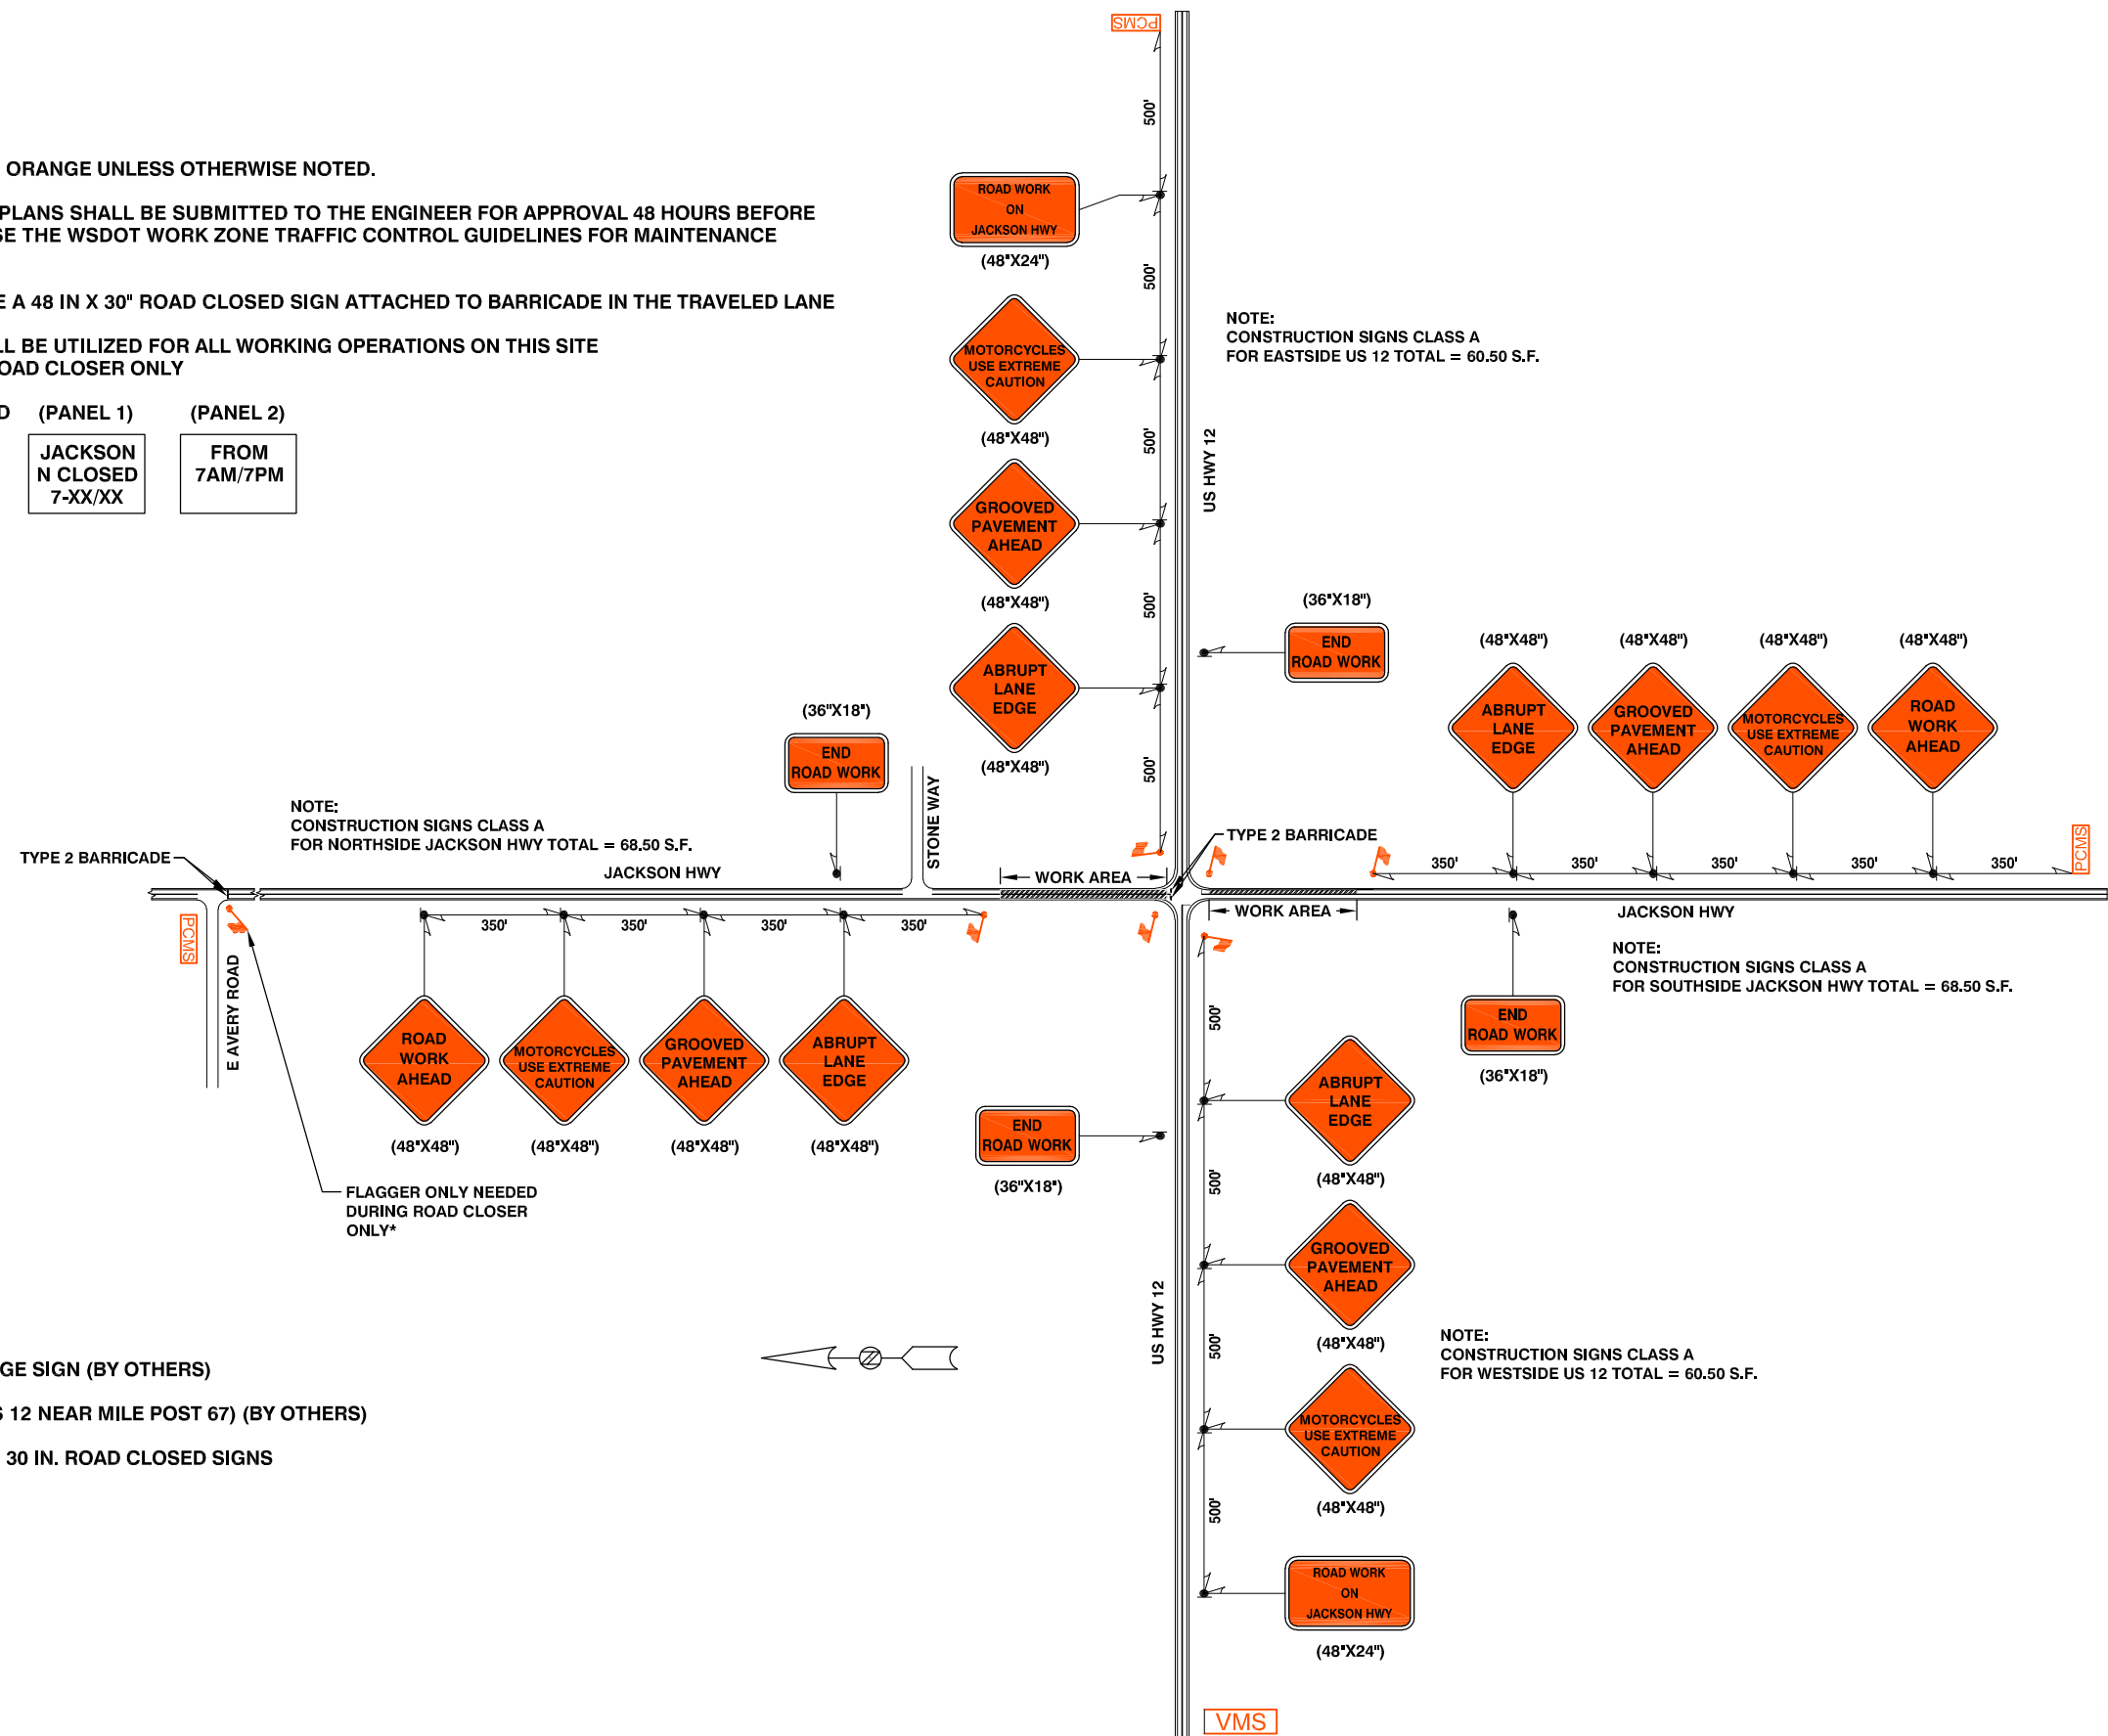 ORANGE UNLESS OTHERWISE NOTED.
PLANS SHALL BE SUBMITTED TO THE ENGINEER FOR APPROVAL 48 HOURS BEFORE
SE THE WSDOT WORK ZONE TRAFFIC CONTROL GUIDELINES FOR MAINTENANCE
E A 48 IN X 30" ROAD CLOSED SIGN ATTACHED TO BARRICADE IN THE TRAVELED LANE
LL BE UTILIZED FOR ALL WORKING OPERATIONS ON THIS SITE
OAD CLOSER ONLY
D (PANEL 1) (PANEL 2)
JACKSON
N CLOSED
7-XX/XX
FROM
7AM/7PM
PCMS
500'
ROAD WORK
ON
JACKSON HWY
(48"X24")
500'
MOTORCYCLES
USE EXTREME
CAUTION
(48"X48")
500'
GROOVED
PAVEMENT
AHEAD
(48"X48")
500'
ABRUPT
LANE
EDGE
(48"X48")
500'
US HWY 12
NOTE:
CONSTRUCTION SIGNS CLASS A
FOR EASTSIDE US 12 TOTAL = 60.50 S.F.
(36"X18")
END
ROAD WORK
(48"X48")
(48"X48")
(48"X48")
(48"X48")
ABRUPT
LANE
EDGE
GROOVED
PAVEMENT
AHEAD
MOTORCYCLES
USE EXTREME
CAUTION
ROAD
WORK
AHEAD
350'
350'
350'
350'
350'
PCMS
(36"X18")
END
ROAD WORK
STONE WAY
NOTE:
CONSTRUCTION SIGNS CLASS A
FOR NORTHSIDE JACKSON HWY TOTAL = 68.50 S.F.
TYPE 2 BARRICADE
JACKSON HWY
WORK AREA
TYPE 2 BARRICADE
WORK AREA
JACKSON HWY
NOTE:
CONSTRUCTION SIGNS CLASS A
FOR SOUTHSIDE JACKSON HWY TOTAL = 68.50 S.F.
PCMS
E AVERY ROAD
350'
350'
350'
350'
ROAD
WORK
AHEAD
MOTORCYCLES
USE EXTREME
CAUTION
GROOVED
PAVEMENT
AHEAD
ABRUPT
LANE
EDGE
(48"X48")
(48"X48")
(48"X48")
(48"X48")
FLAGGER ONLY NEEDED
DURING ROAD CLOSER
ONLY*
END
ROAD WORK
(36"X18")
END
ROAD WORK
(36"X18")
500'
ABRUPT
LANE
EDGE
(48"X48")
500'
GROOVED
PAVEMENT
AHEAD
(48"X48")
500'
MOTORCYCLES
USE EXTREME
CAUTION
(48"X48")
500'
ROAD WORK
ON
JACKSON HWY
(48"X24")
US HWY 12
NOTE:
CONSTRUCTION SIGNS CLASS A
FOR WESTSIDE US 12 TOTAL = 60.50 S.F.
GE SIGN (BY OTHERS)
S 12 NEAR MILE POST 67) (BY OTHERS)
30 IN. ROAD CLOSED SIGNS
VMS